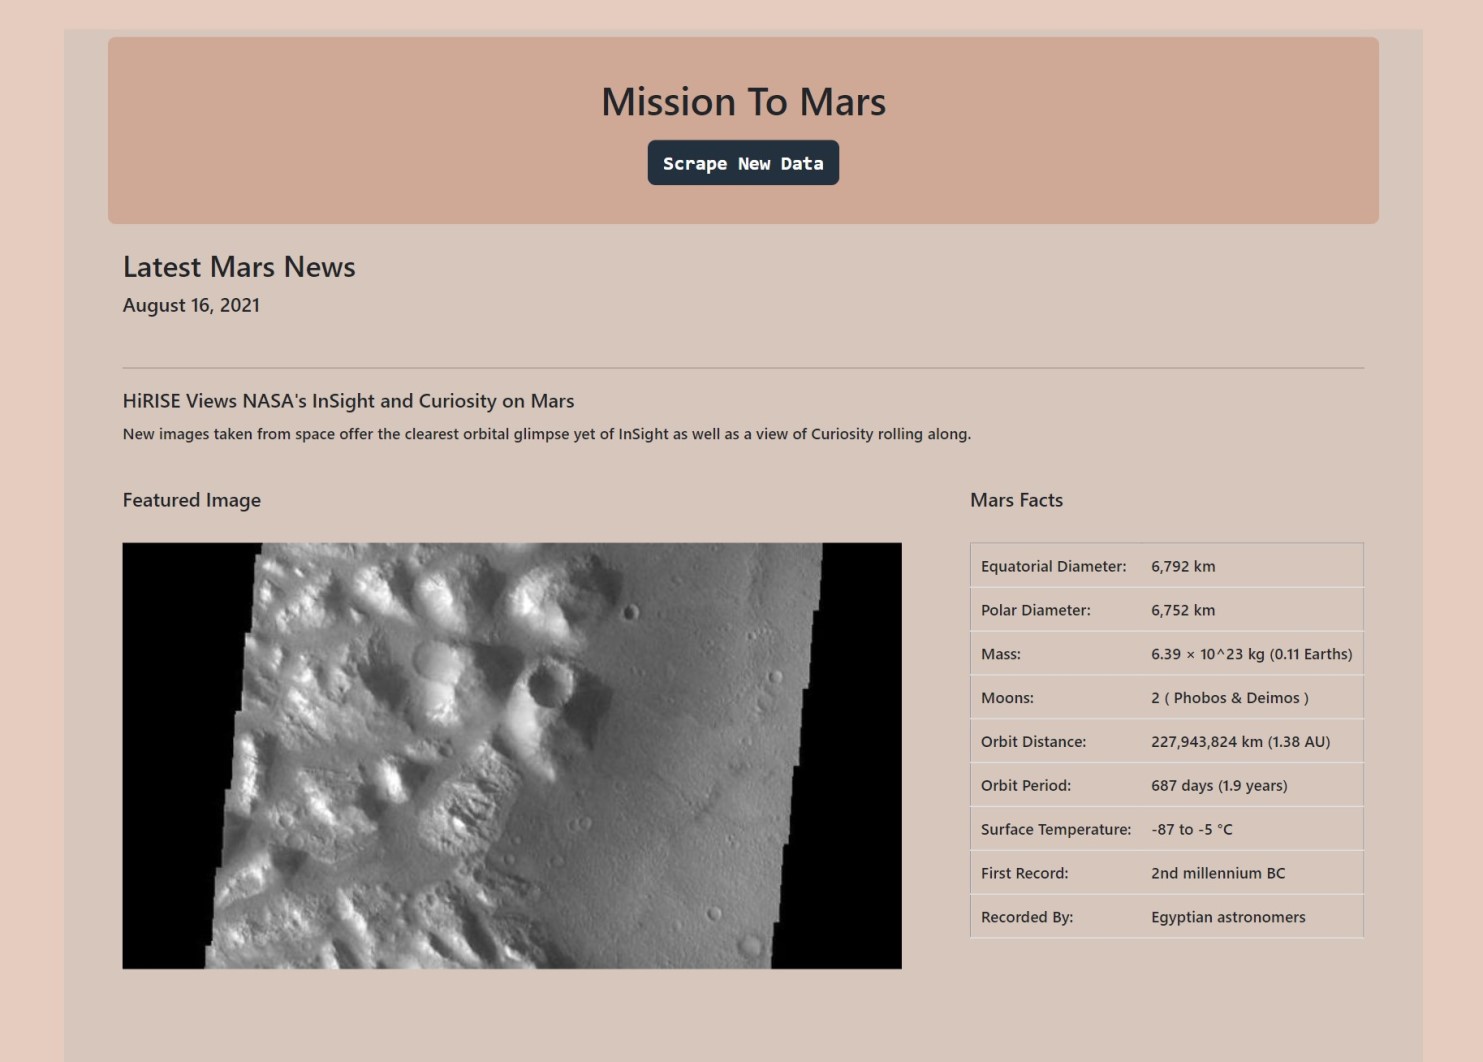 Mission To Mars
Scrape New Data
Latest Mars News
August 16, 2021
HiRISE Views NASA's InSight and Curiosity on Mars
New images taken from space offer the clearest orbital glimpse yet of InSight as well as a view of Curiosity rolling along.
Featured Image
Mars Facts
Equatorial Diameter: 6,792 km
Polar Diameter: 6,752 km
Mass: 6.39 × 10^23 kg (0.11 Earths)
Moons: 2 ( Phobos & Deimos )
Orbit Distance: 227,943,824 km (1.38 AU)
Orbit Period: 687 days (1.9 years)
Surface Temperature: -87 to -5 °C
First Record: 2nd millennium BC
Recorded By: Egyptian astronomers